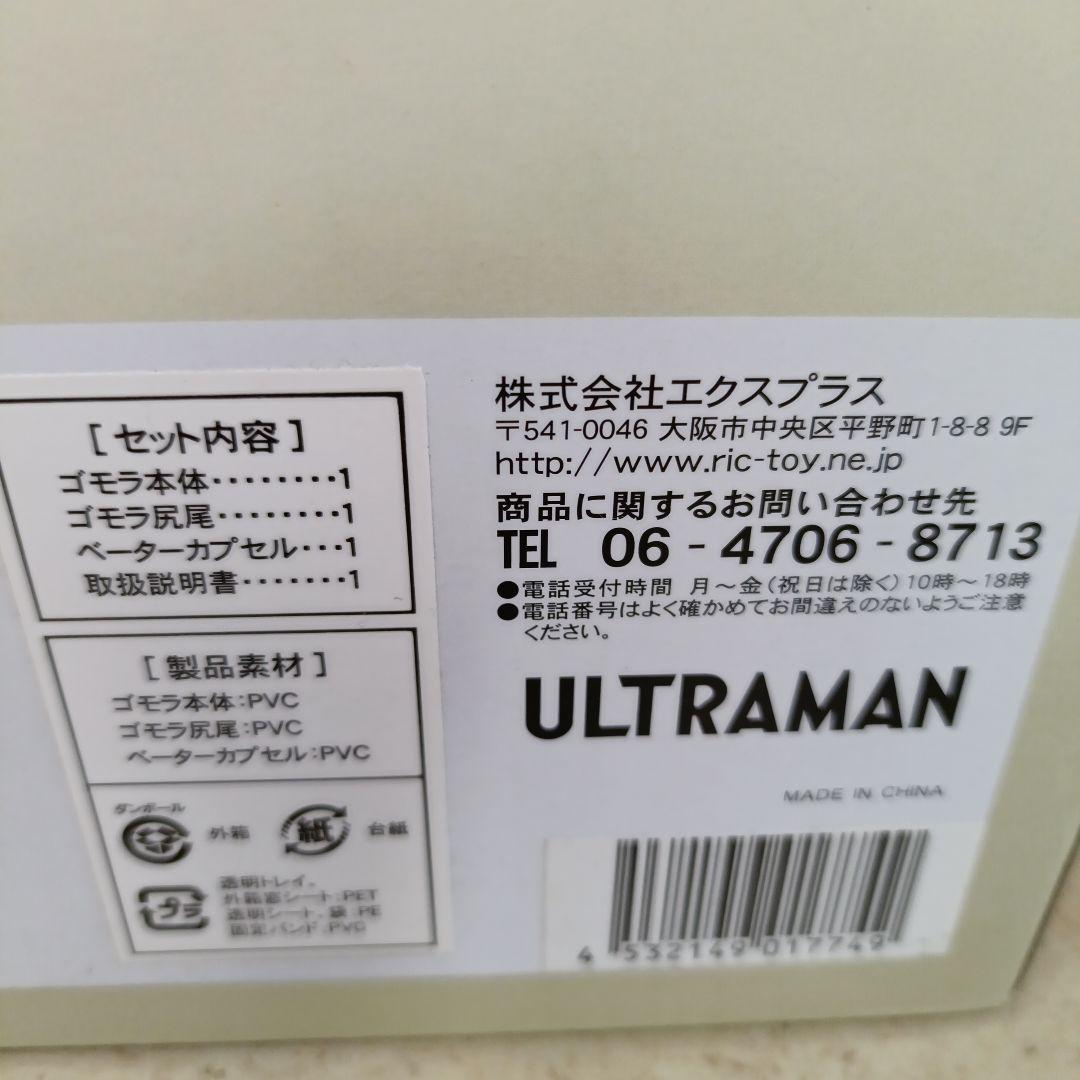 [セット内容]
ゴモラ本体・・・・・・・・・1
ゴモラ尻尾・・・・・・・・・1
ベーターカプセル・・・1
取扱説明書・・・・・・・1
[製品素材]
ゴモラ本体:PVC
ゴモラ尻尾:PVC
ベーターカプセル:PVC
ダンボール
外箱
紙
台紙
プラ
透明トレイ、
外箱窓シート:PET
透明シート、袋:PE
固定バンド:PVC
株式会社エクスプラス
〒541-0046 大阪市中央区平野町1-8-8 9F
http://www.ric-toy.ne.jp
商品に関するお問い合わせ先
TEL 06-4706-8713
●電話受付時間 月～金(祝日は除く)10時～18時
●電話番号はよく確かめてお間違えのないようご注意
ください。
ULTRAMAN
MADE IN CHINA
4 532149 017749